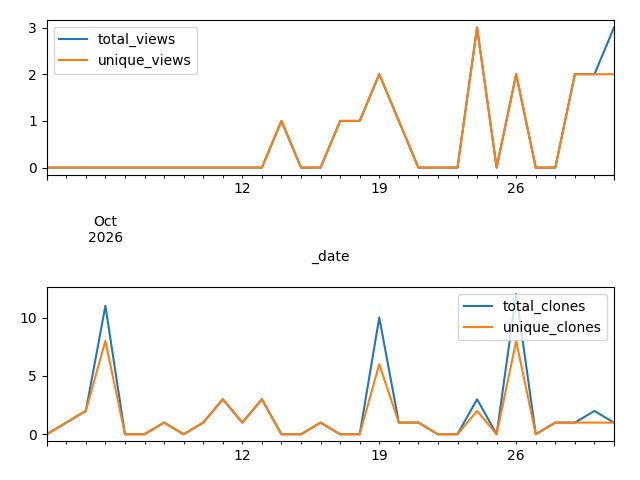 3
2
1
0
total_views
unique_views
12
19
26
Oct
2026
_date
10
5
0
total_clones
unique_clones
12
19
26